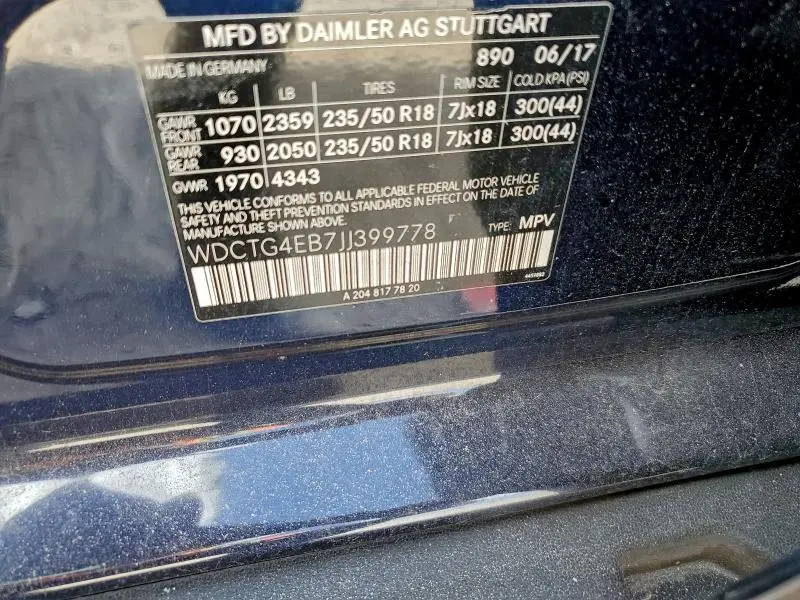 MFD BY DAIMLER AG STUTTGART
MADE IN GERMANY 890 06/17
KG LB TIRES RIM SIZE COLD KPA(PSI)
GAWR FRONT 1070 2359 235/50 R18 7Jx18 300(44)
GAWR REAR 930 2050 235/50 R18 7Jx18 300(44)
GVWR 1970 4343
THIS VEHICLE CONFORMS TO ALL APPLICABLE FEDERAL MOTOR VEHICLE
SAFETY, BUMPER, AND THEFT PREVENTION STANDARDS IN EFFECT ON THE DATE OF
MANUFACTURE SHOWN ABOVE.
WDCTG4EB7JJ399778 TYPE: MPV
A 204 817 78 20